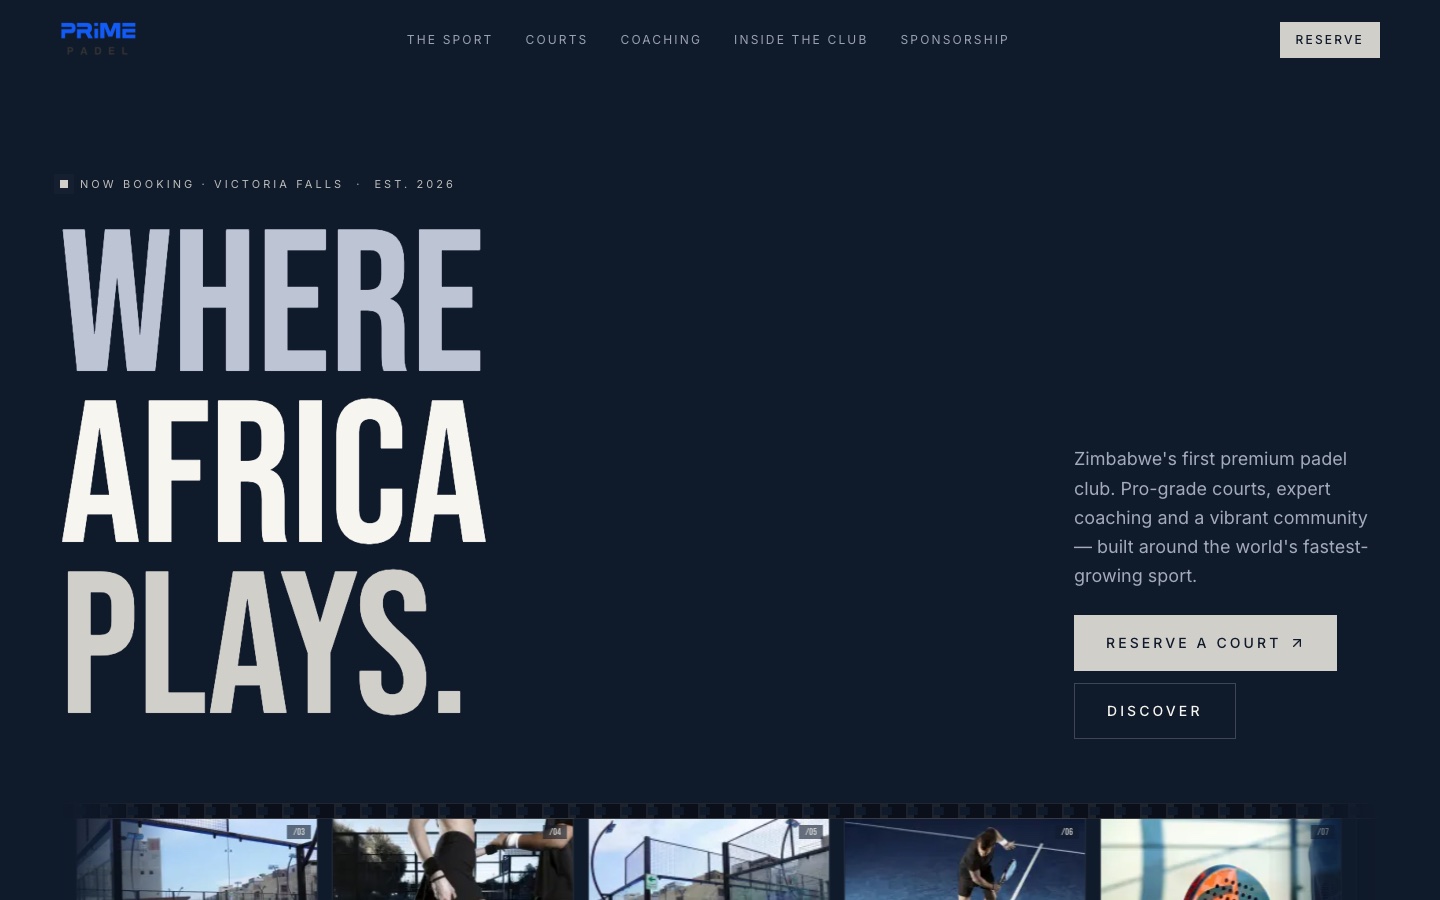 PRIME
PADEL
THE SPORT
COURTS
COACHING
INSIDE THE CLUB
SPONSORSHIP
RESERVE
NOW BOOKING · VICTORIA FALLS · EST. 2026
WHERE
AFRICA
PLAYS.
Zimbabwe's first premium padel
club. Pro-grade courts, expert
coaching and a vibrant community
— built around the world's fastest-
growing sport.
RESERVE A COURT
DISCOVER
/03
/04
/05
/06
/07